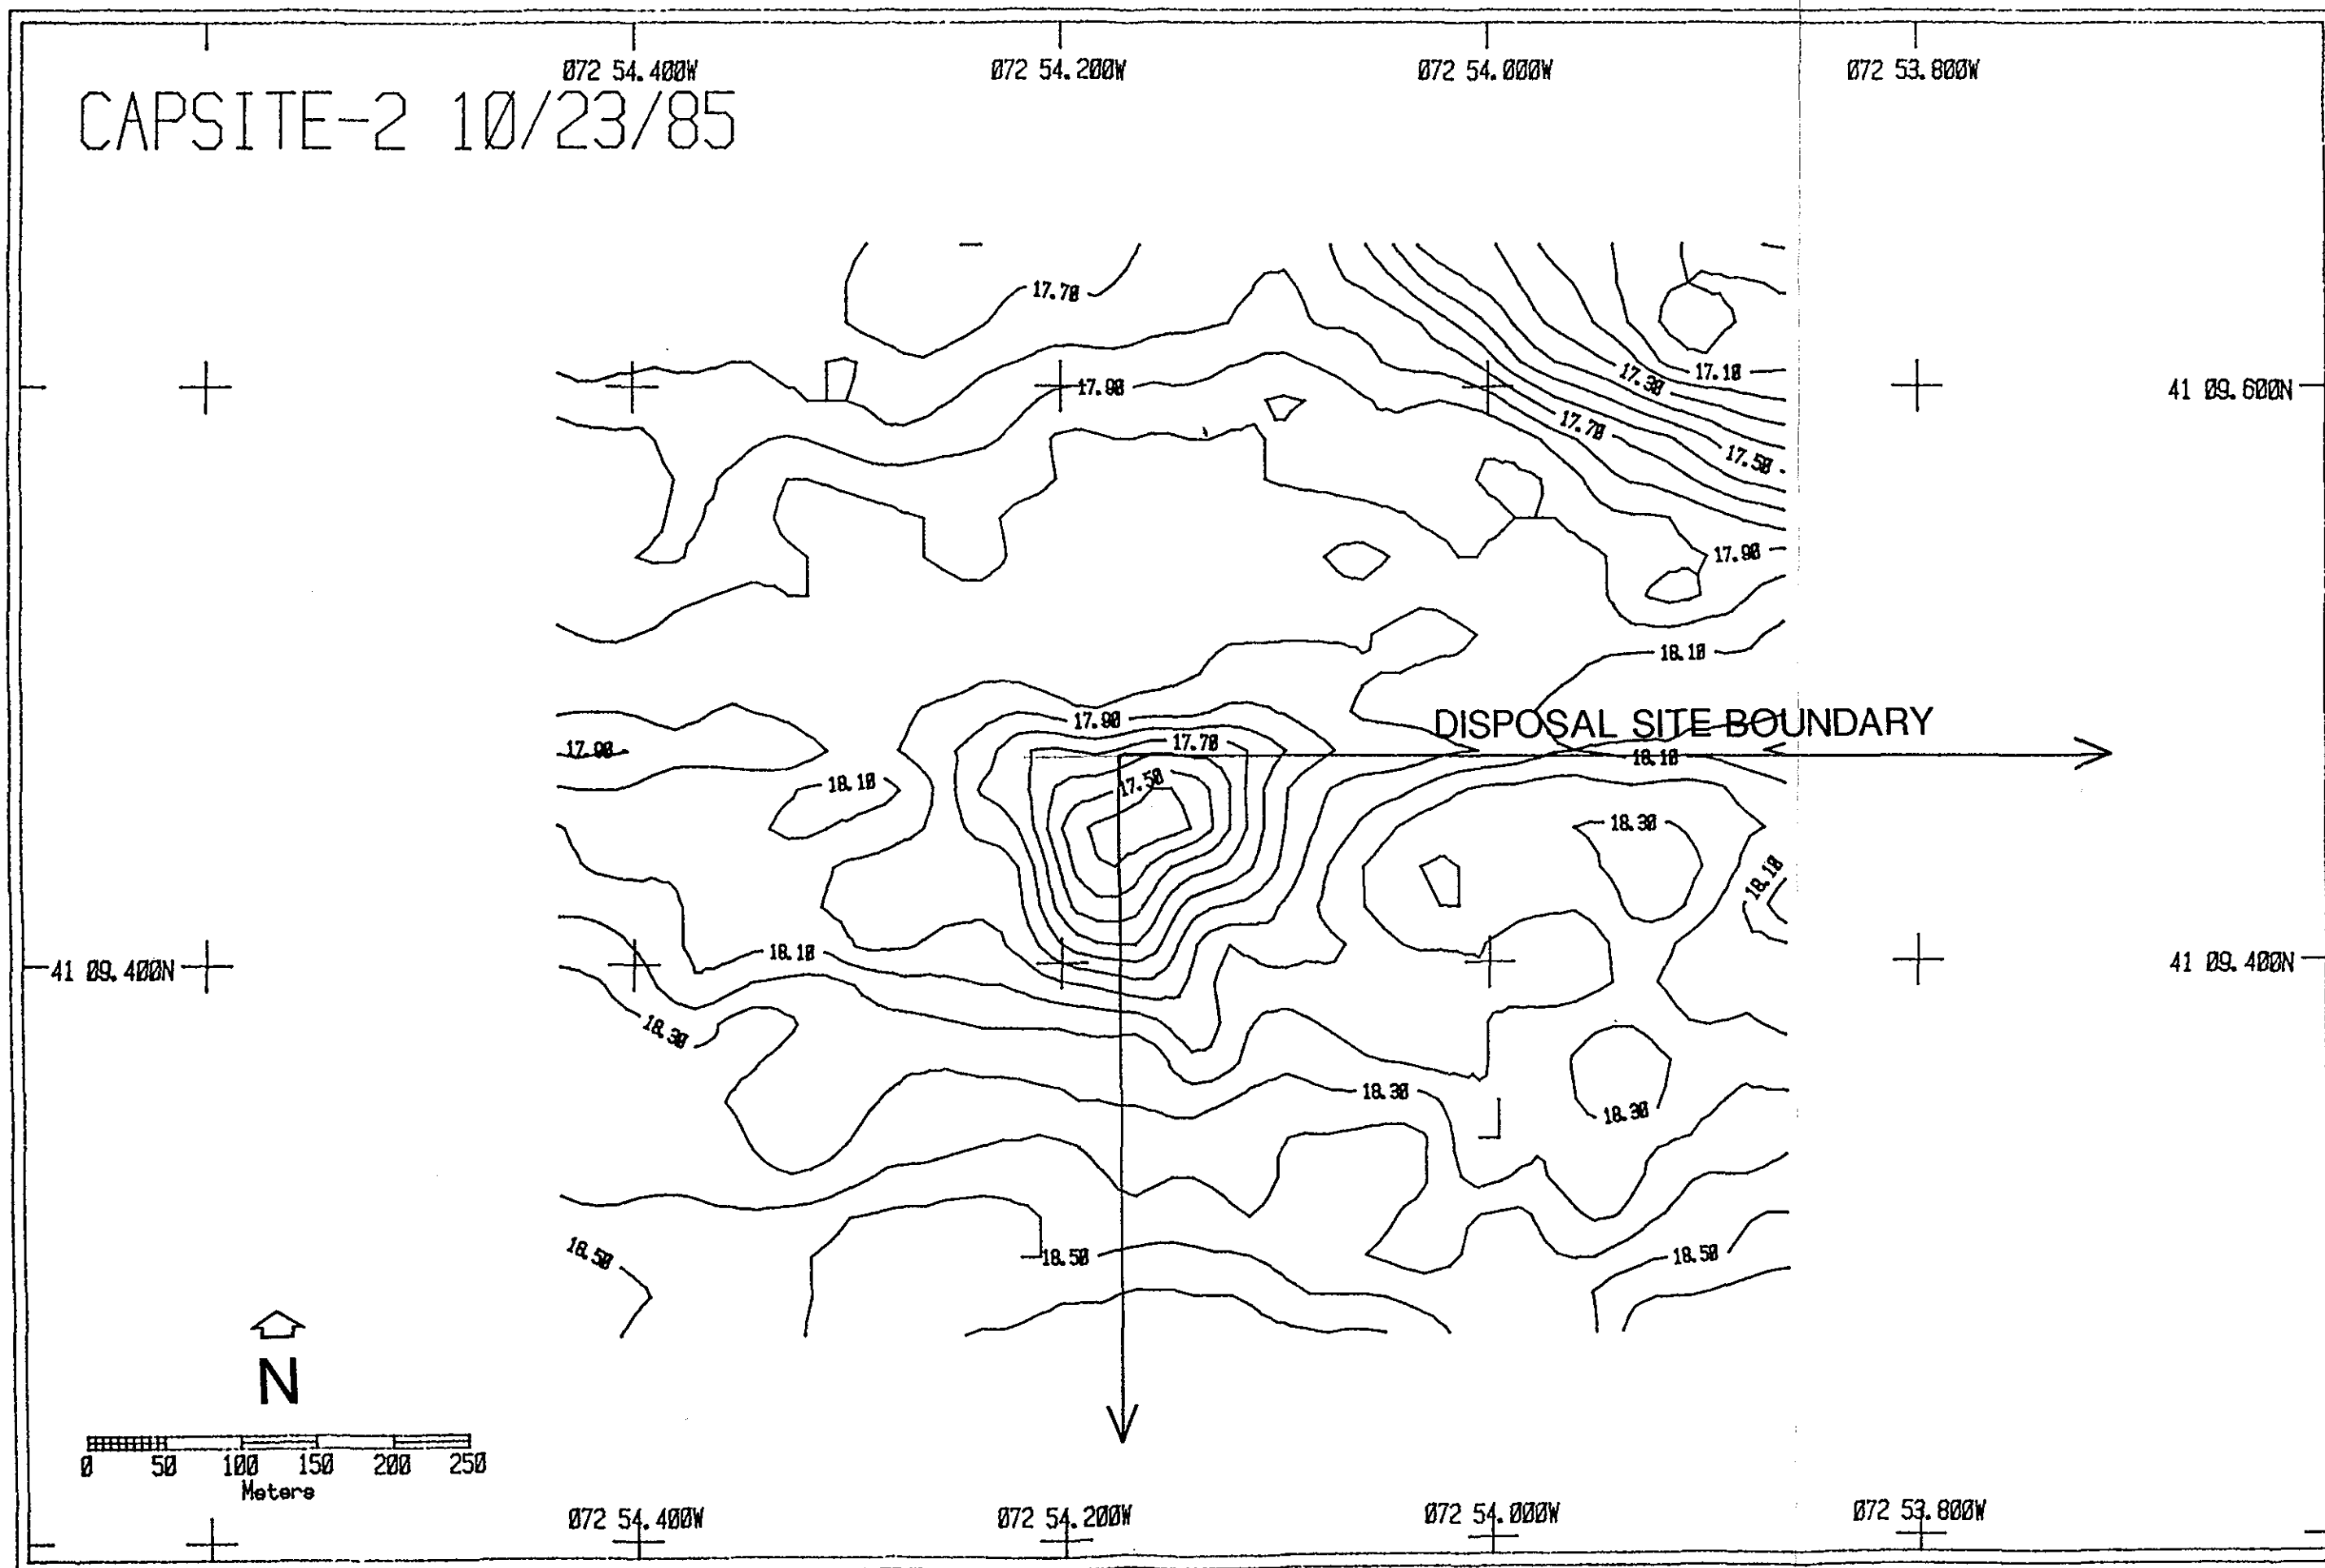 072 54.400W 072 54.200W 072 54.000W 072 53.800W
CAPSITE-2 10/23/85
17.70
17.30
17.10
17.90
41 09.600N
17.70
17.50
17.90
18.10
17.90
DISPOSAL SITE BOUNDARY
17.90
17.70
18.10
18.10
17.50
18.30
18.10
18.10
41 09.400N
41 09.400N
18.30
18.30
18.30
18.50
18.50
18.50
N
0 50 100 150 200 250
Meters
072 54.400W 072 54.200W 072 54.000W 072 53.800W